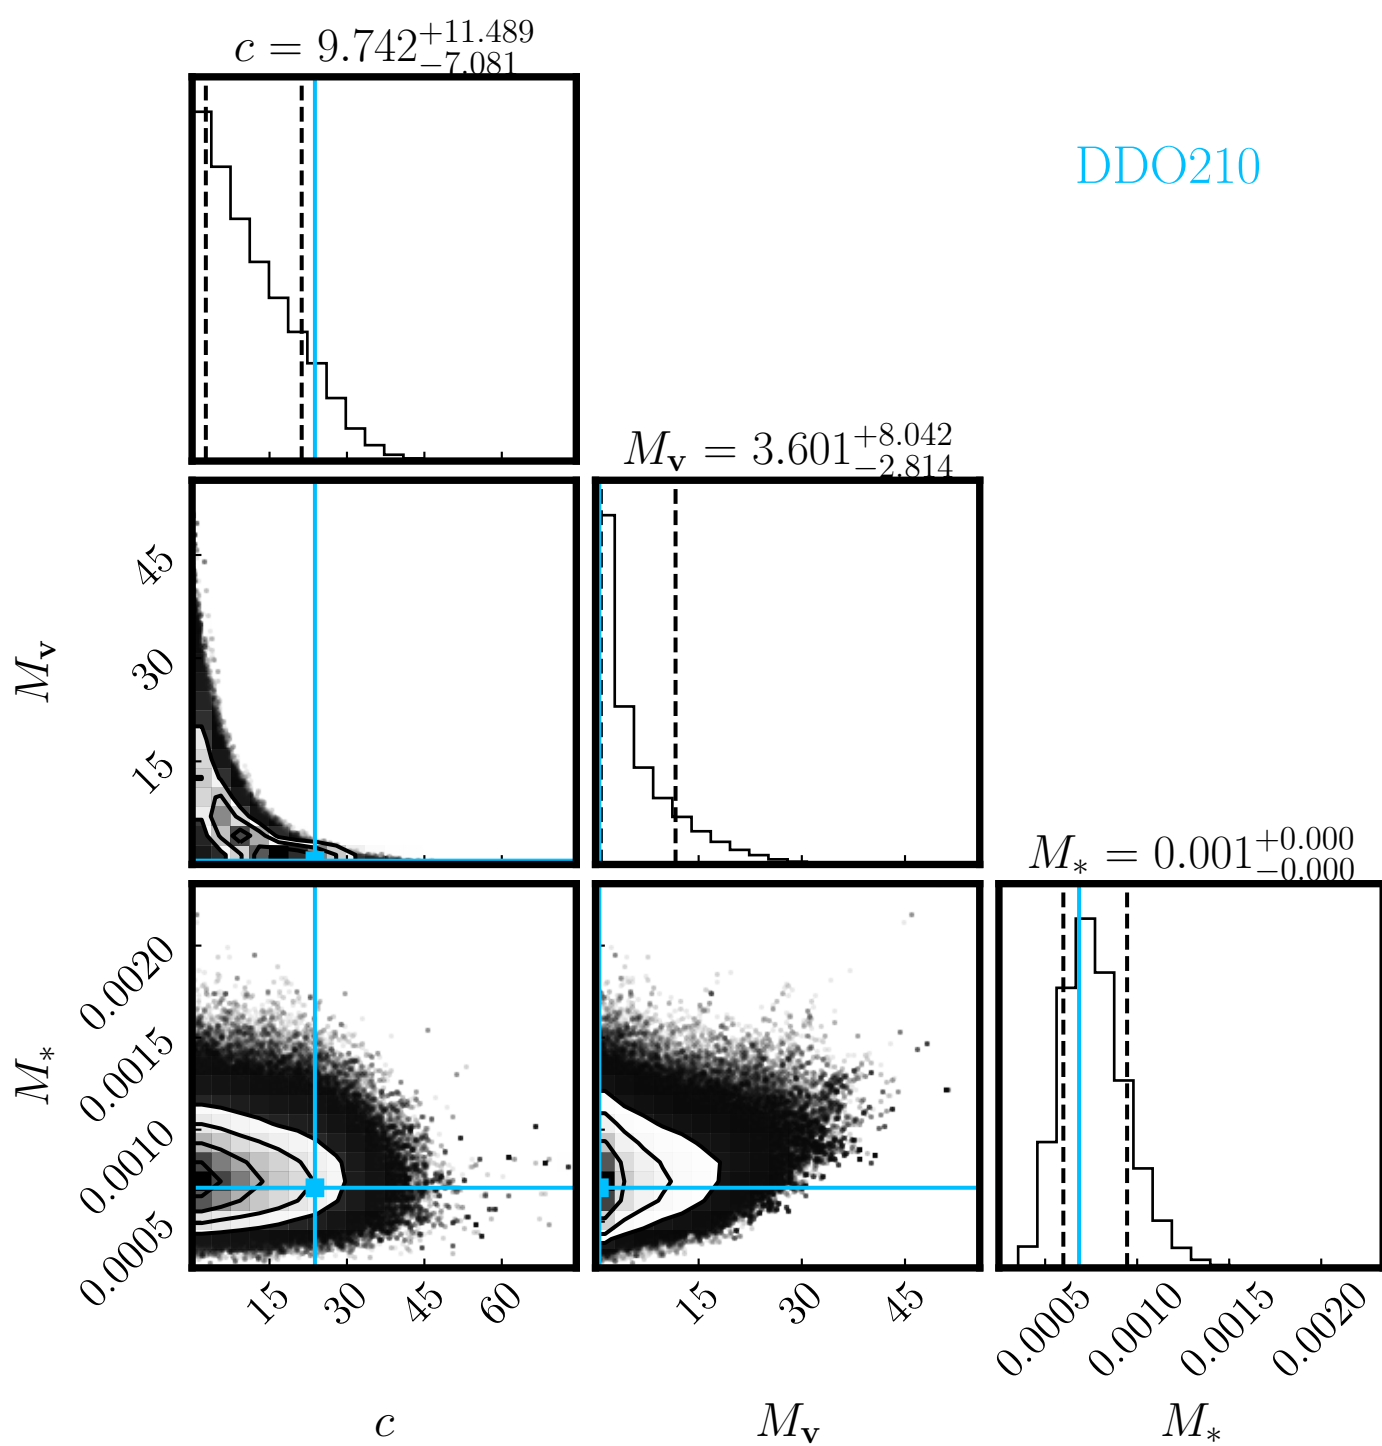 c = 9.742^{+11.489}_{-7.081}
DDO210
M_v = 3.601^{+8.042}_{-2.814}
M_v
45
30
15
M_* = 0.001^{+0.000}_{-0.000}
M_*
0.0020
0.0015
0.0010
0.0005
15 30 45 60
15 30 45
0.0005 0.0010 0.0015 0.0020
c
M_v
M_*